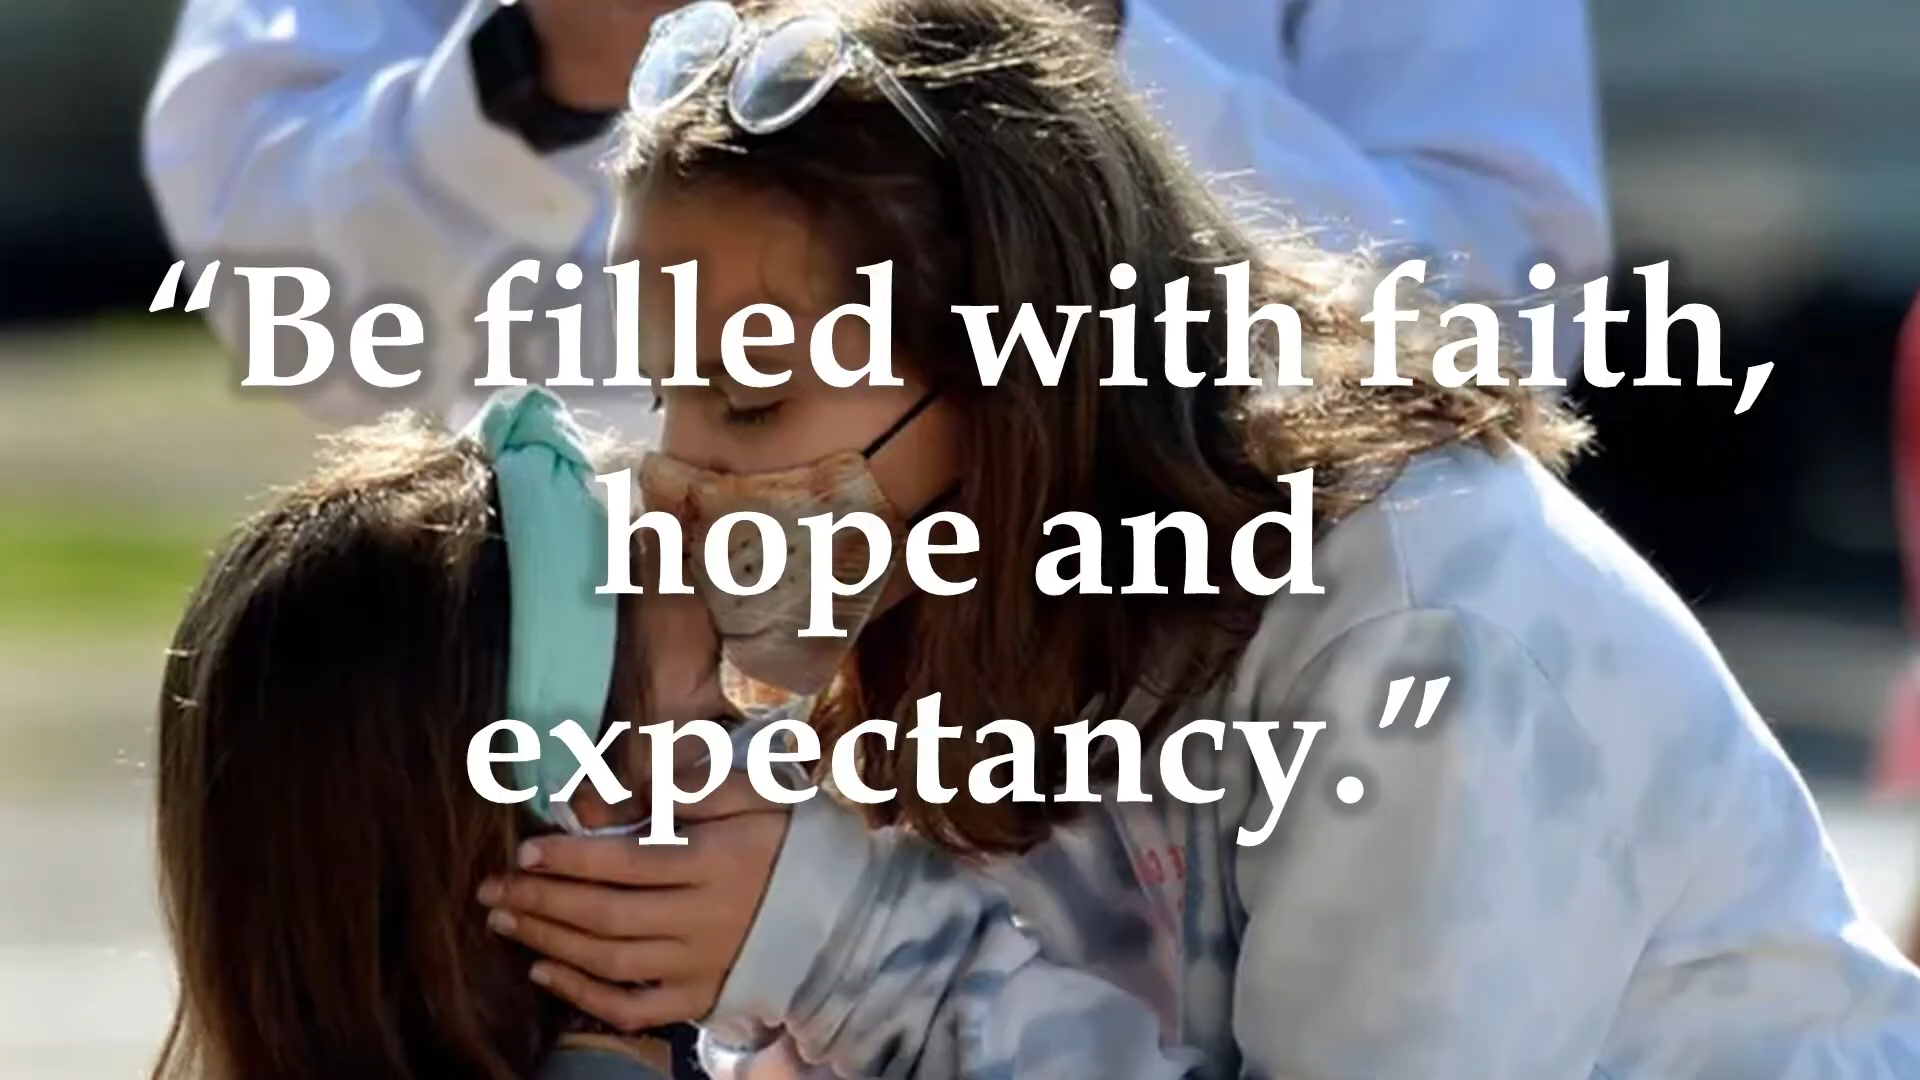 “Be filled with faith,
hope and
expectancy.”